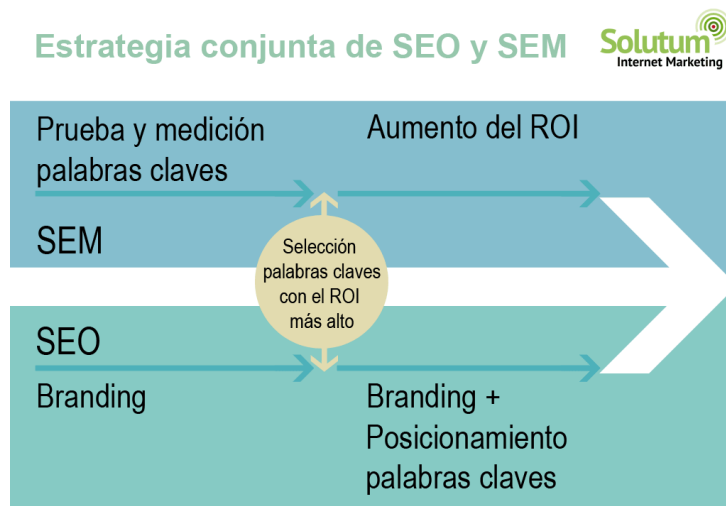 Estrategia conjunta de SEO y SEM
Solutum
Internet Marketing
Prueba y medición
palabras claves
Aumento del ROI
SEM
Selección
palabras claves
con el ROI
más alto
SEO
Branding
Branding +
Posicionamiento
palabras claves